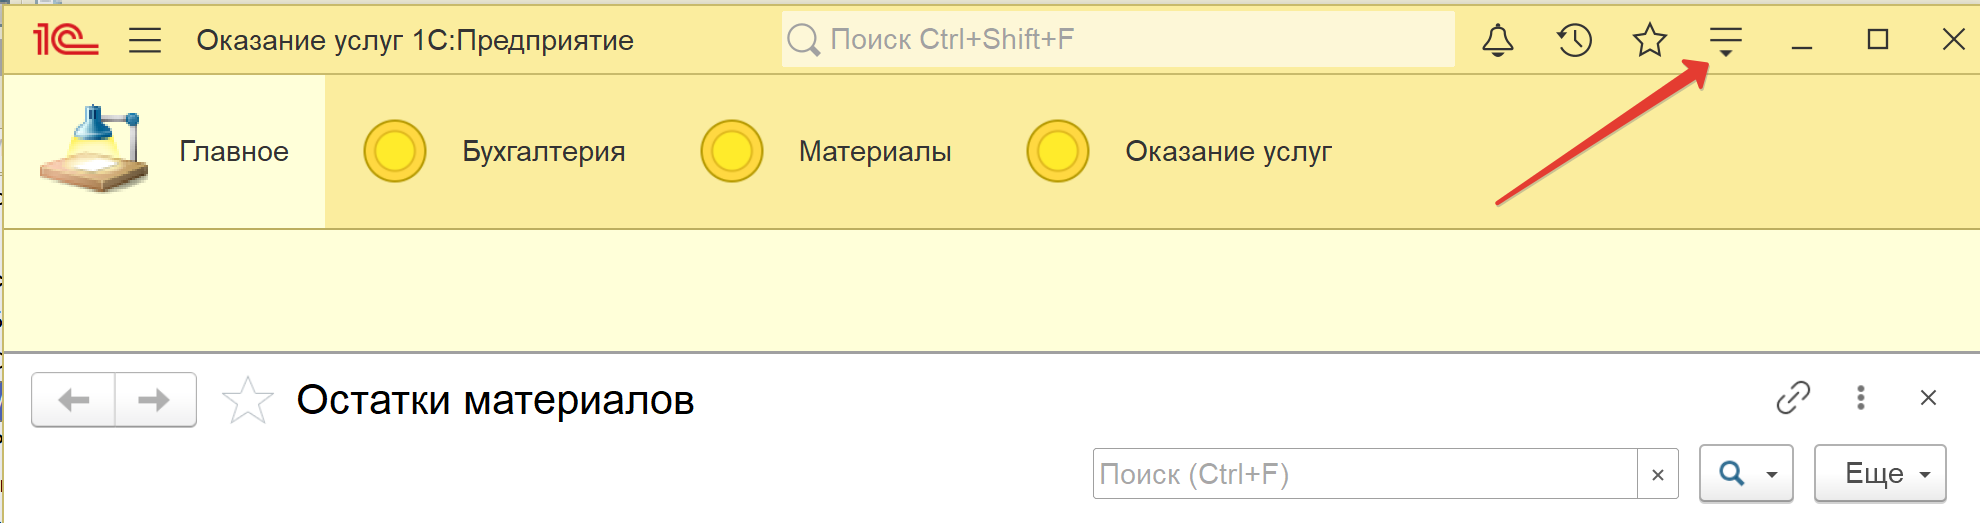 1С Оказание услуг 1С:Предприятие Поиск Ctrl+Shift+F
Главное Бухгалтерия Материалы Оказание услуг
Остатки материалов
Поиск (Ctrl+F) × Еще